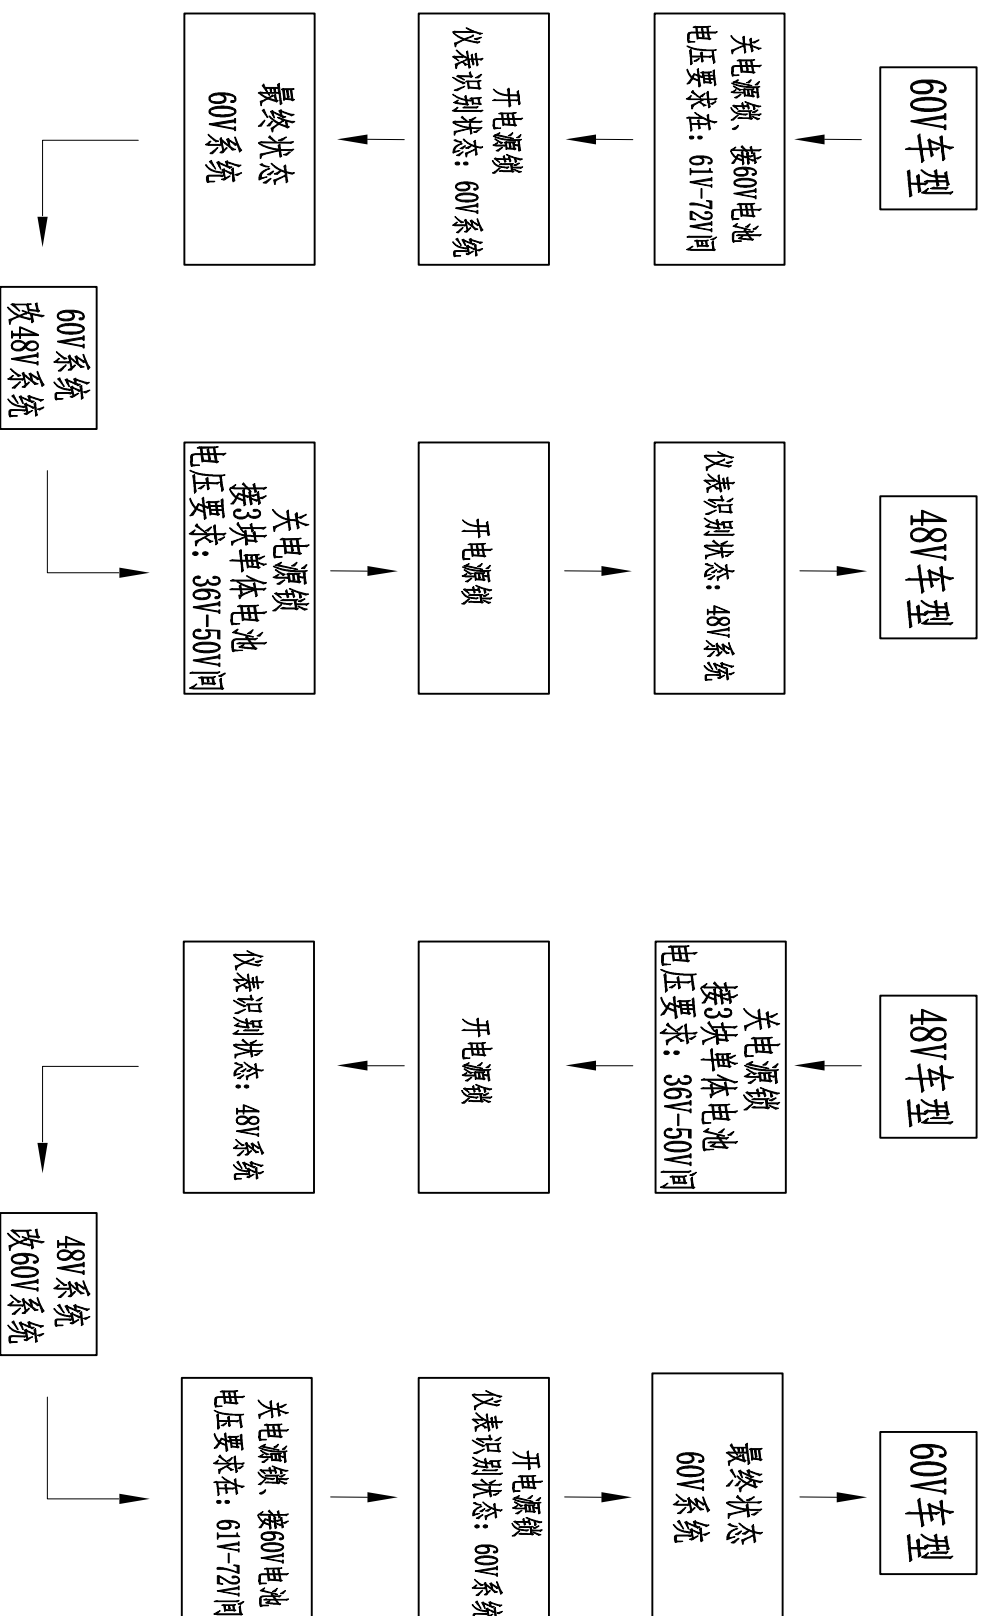 60V车型
关电源锁、接60V电池
电压要求在：61V-72V间
开电源锁
仪表识别状态：60V系统
最终状态
60V系统
60V系统
改48V系统
关电源锁
接3块单体电池
电压要求：36V-50V间
开电源锁
仪表识别状态：48V系统
48V车型
48V车型
关电源锁
接3块单体电池
电压要求：36V-50V间
开电源锁
仪表识别状态：48V系统
48V系统
改60V系统
关电源锁、接60V电池
电压要求在：61V-72V间
开电源锁
仪表识别状态：60V系统
最终状态
60V系统
60V车型